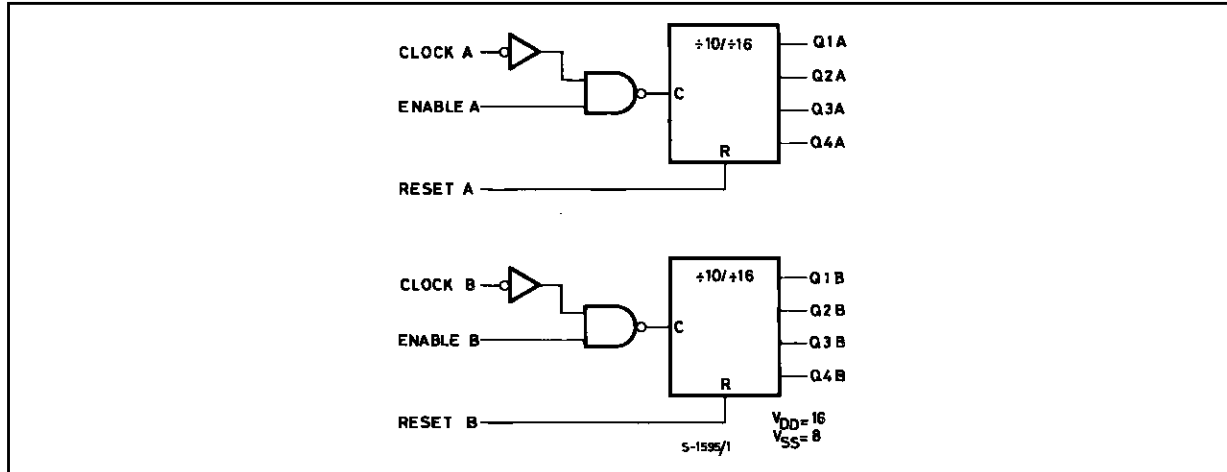 ÷10/÷16
CLOCK A
Q1A
Q2A
ENABLE A
C
Q3A
Q4A
R
RESET A
÷10/÷16
CLOCK B
Q1B
Q2B
C
ENABLE B
Q3B
Q4B
R
RESET B
VDD=16
VSS=8
S-1595/1